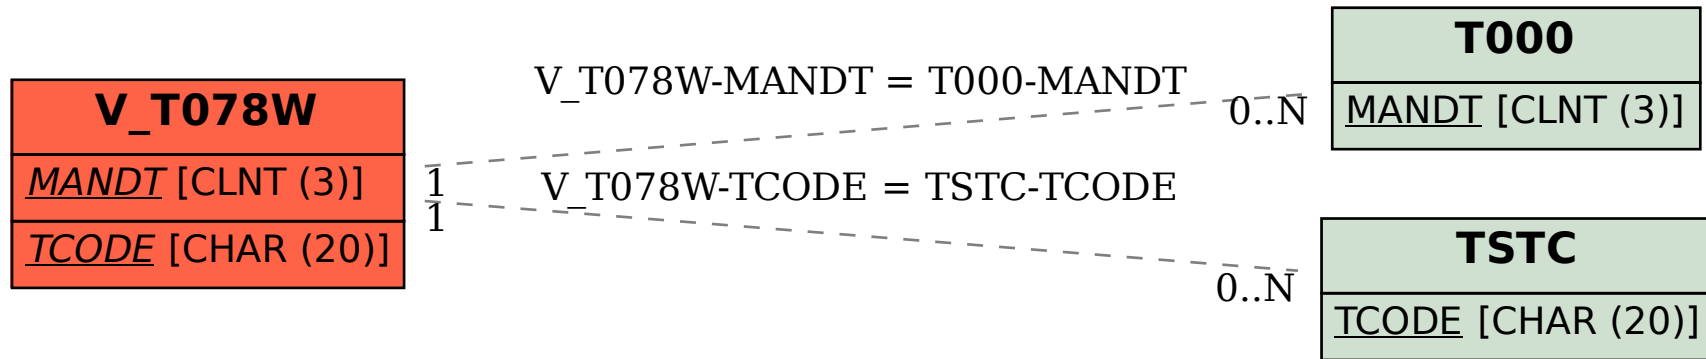 V_T078W
MANDT [CLNT (3)]
TCODE [CHAR (20)]
V_T078W-MANDT = T000-MANDT
1
0..N
V_T078W-TCODE = TSTC-TCODE
1
0..N
T000
MANDT [CLNT (3)]
TSTC
TCODE [CHAR (20)]